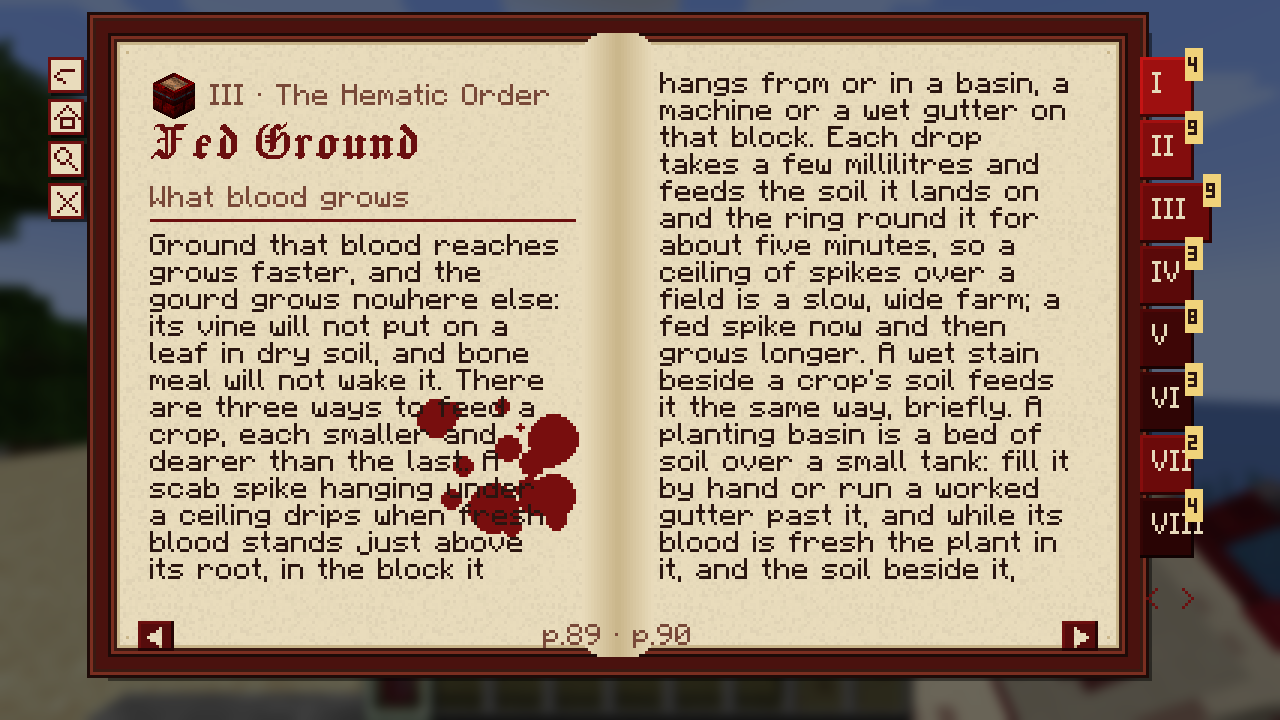 III · The Hematic Order
Fed Ground
What blood grows
Ground that blood reaches
grows faster, and the
gourd grows nowhere else:
its vine will not put on a
leaf in dry soil, and bone
meal will not wake it. There
are three ways to feed a
crop, each smaller and
dearer than the last. A
scab spike hanging under
a ceiling drips when fresh
blood stands just above
its root, in the block it
hangs from or in a basin, a
machine or a wet gutter on
that block. Each drop
takes a few millilitres and
feeds the soil it lands on
and the ring round it for
about five minutes, so a
ceiling of spikes over a
field is a slow, wide farm; a
fed spike now and then
grows longer. A wet stain
beside a crop's soil feeds
it the same way, briefly. A
planting basin is a bed of
soil over a small tank: fill it
by hand or run a worked
gutter past it, and while its
blood is fresh the plant in
it, and the soil beside it,
p.89 · p.90
I 4
II 9
III 9
IV 3
V 8
VI 3
VII 2
VIII 4